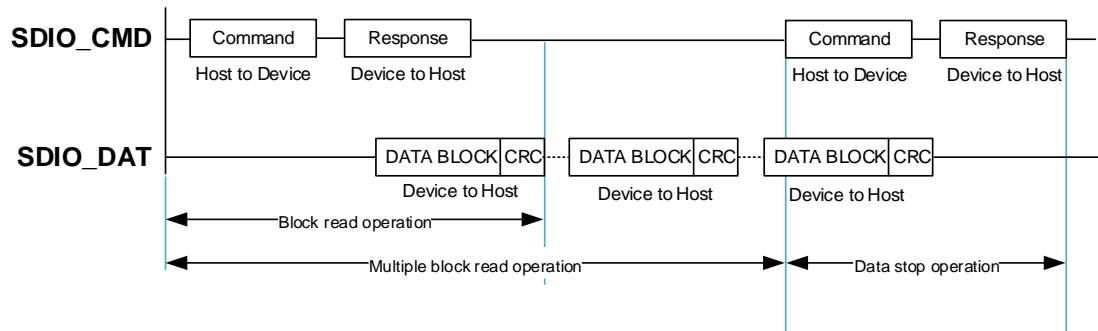 SDIO_CMD
Command
Response
Command
Response
Host to Device
Device to Host
Host to Device
Device to Host
SDIO_DAT
DATA BLOCK CRC
DATA BLOCK CRC
DATA BLOCK CRC
Device to Host
Device to Host
Device to Host
Block read operation
Multiple block read operation
Data stop operation